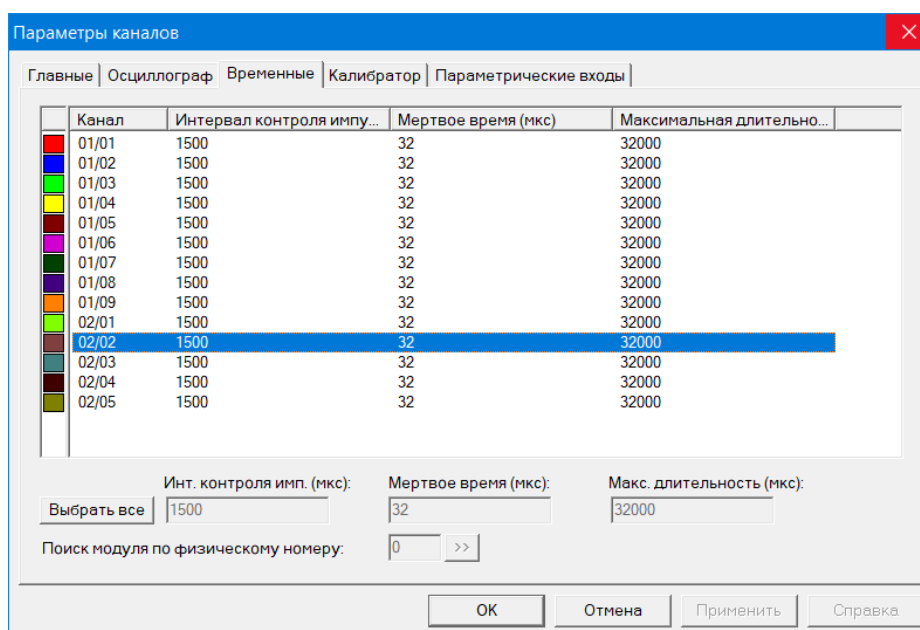 Параметры каналов
Главные Осциллограф Временные Калибратор Параметрические входы
Канал Интервал контроля импу... Мертвое время (мкс) Максимальная длительно...
01/01 1500 32 32000
01/02 1500 32 32000
01/03 1500 32 32000
01/04 1500 32 32000
01/05 1500 32 32000
01/06 1500 32 32000
01/07 1500 32 32000
01/08 1500 32 32000
01/09 1500 32 32000
02/01 1500 32 32000
02/02 1500 32 32000
02/03 1500 32 32000
02/04 1500 32 32000
02/05 1500 32 32000
Инт. контроля имп. (мкс): Мертвое время (мкс): Макс. длительность (мкс):
Выбрать все 1500 32 32000
Поиск модуля по физическому номеру: 0 >>
OK Отмена Применить Справка